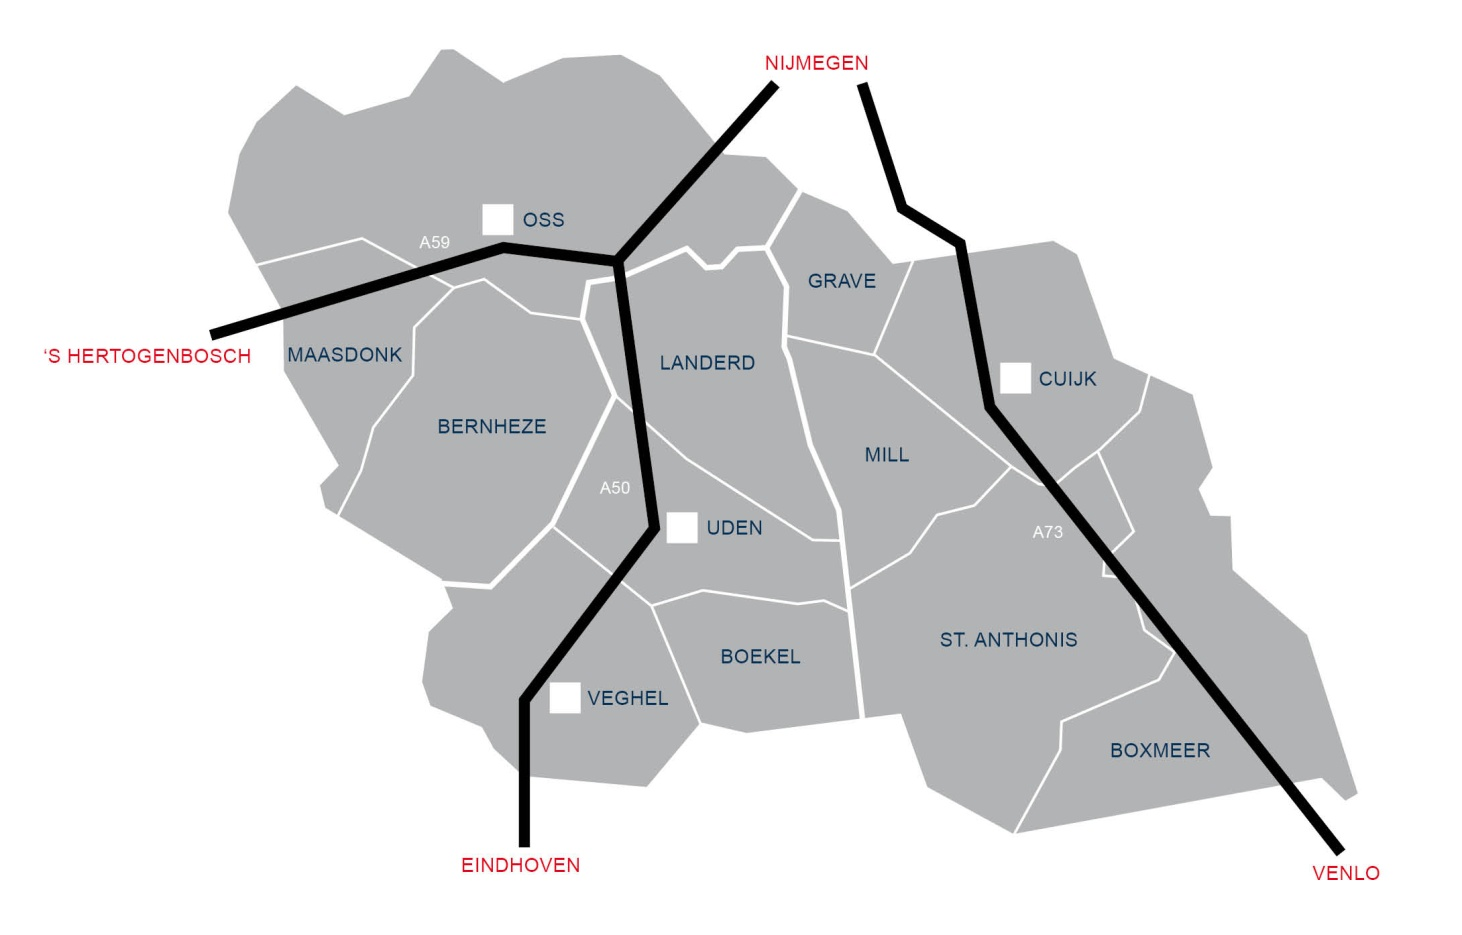 NIJMEGEN
OSS
A59
GRAVE
'S HERTOGENBOSCH
MAASDONK
LANDERD
CUIJK
BERNHEZE
MILL
A50
UDEN
A73
ST. ANTHONIS
BOEKEL
VEGHEL
BOXMEER
EINDHOVEN
VENLO